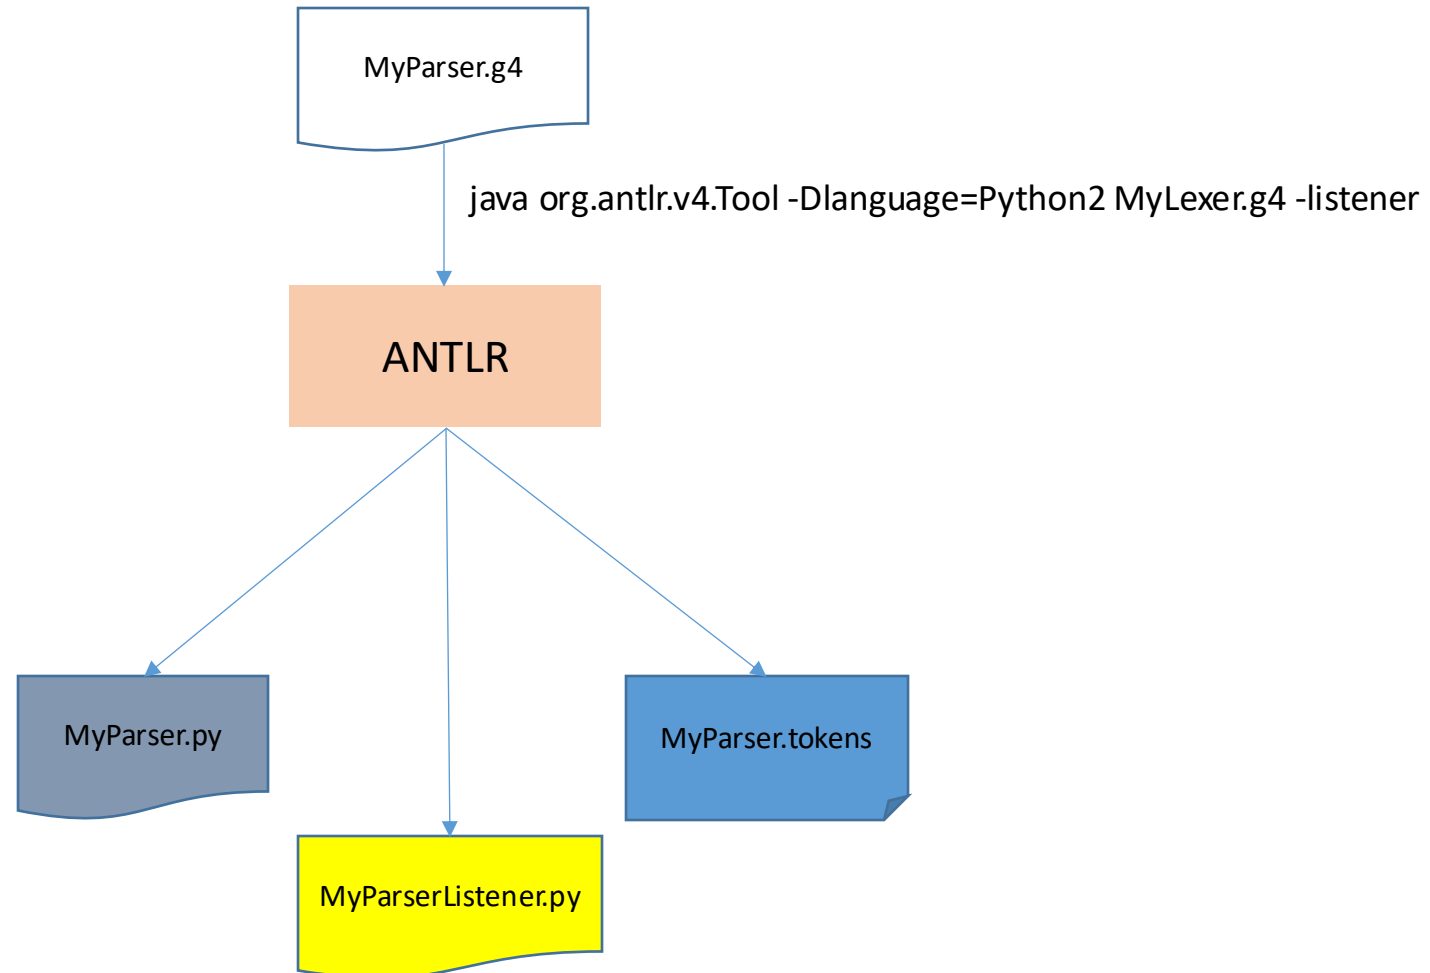 MyParser.g4
java org.antlr.v4.Tool -Dlanguage=Python2 MyLexer.g4 -listener
ANTLR
MyParser.py
MyParser.tokens
MyParserListener.py